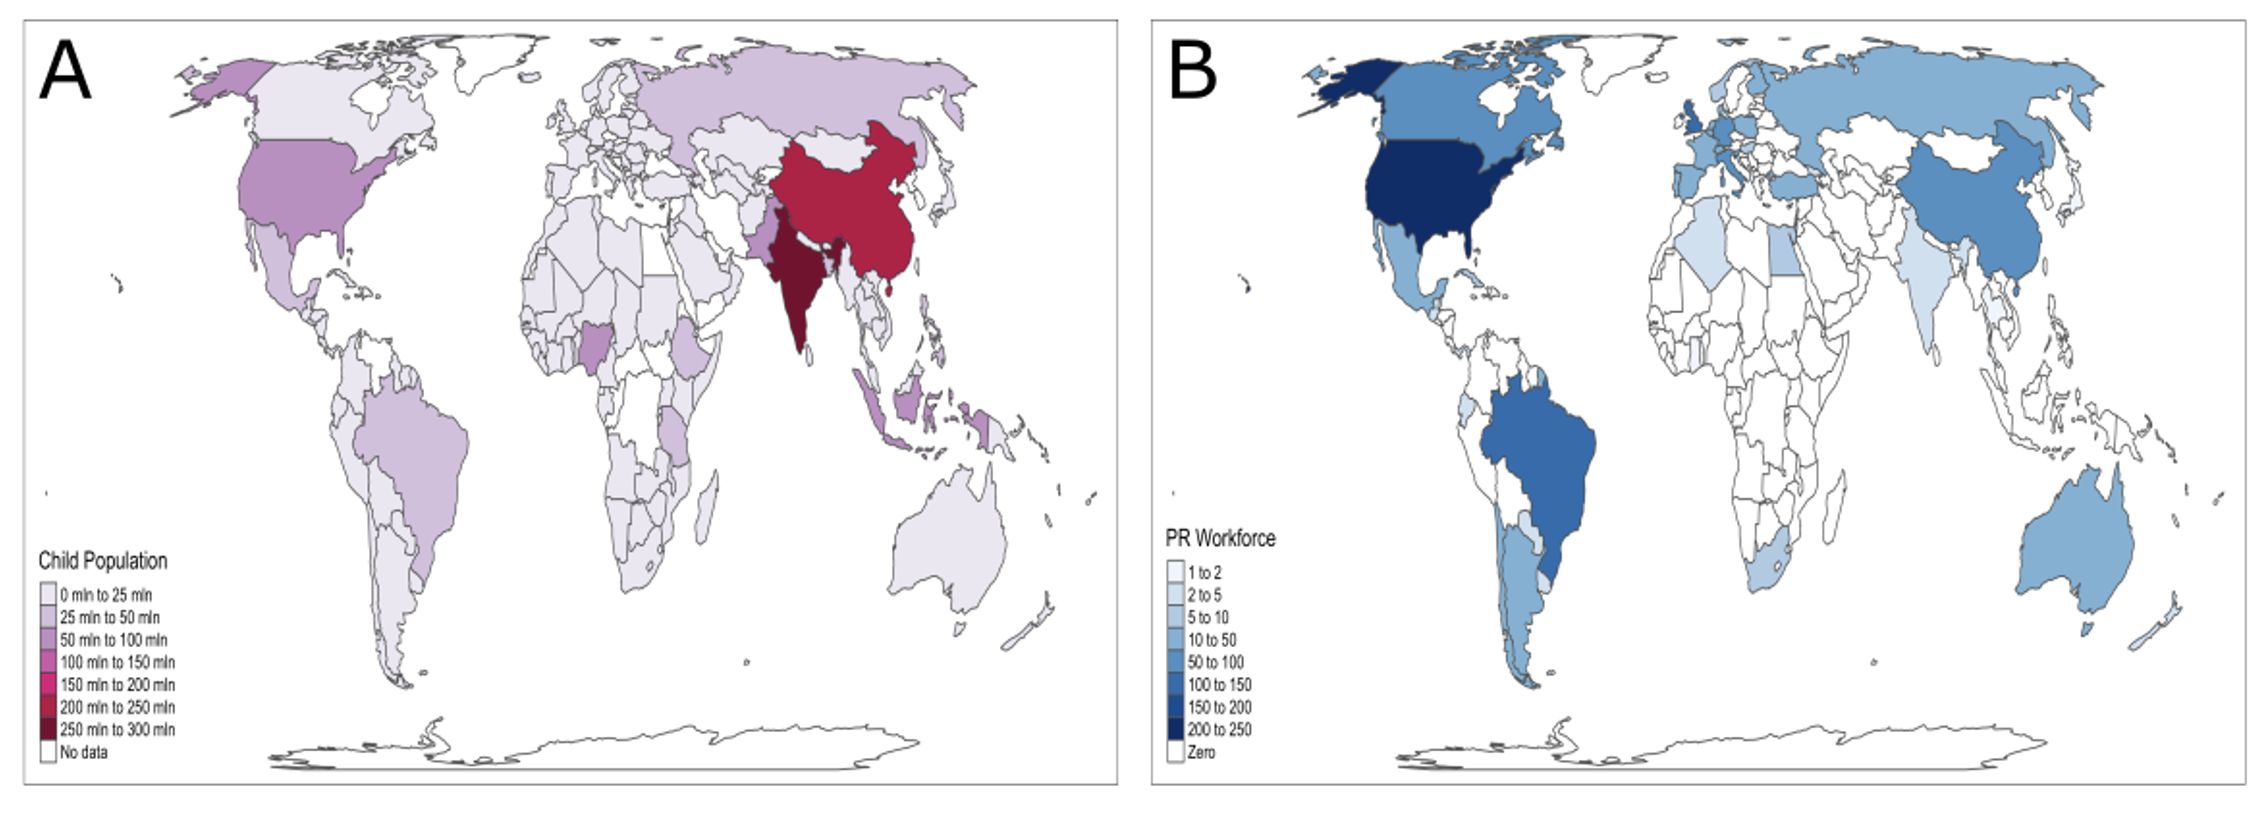 A
Child Population
0 mln to 25 mln
25 mln to 50 mln
50 mln to 100 mln
100 mln to 150 mln
150 mln to 200 mln
200 mln to 250 mln
250 mln to 300 mln
No data
B
PR Workforce
1 to 2
2 to 5
5 to 10
10 to 50
50 to 100
100 to 150
150 to 200
200 to 250
Zero